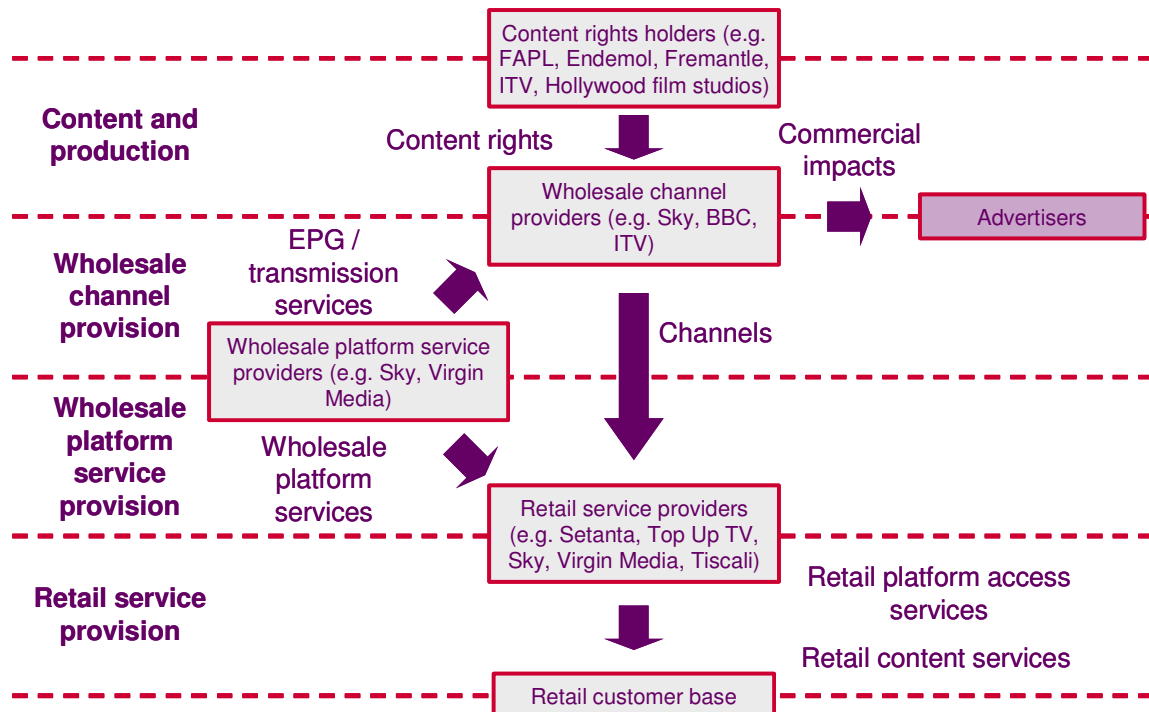 Content rights holders (e.g.
FAPL, Endemol, Fremantle,
ITV, Hollywood film studios)
Content and
production
Content rights
Commercial
impacts
Wholesale channel
providers (e.g. Sky, BBC,
ITV)
Advertisers
EPG /
transmission
services
Wholesale
channel
provision
Channels
Wholesale platform service
providers (e.g. Sky, Virgin
Media)
Wholesale
platform
service
provision
Wholesale
platform
services
Retail service providers
(e.g. Setanta, Top Up TV,
Sky, Virgin Media, Tiscali)
Retail platform access
services
Retail service
provision
Retail content services
Retail customer base